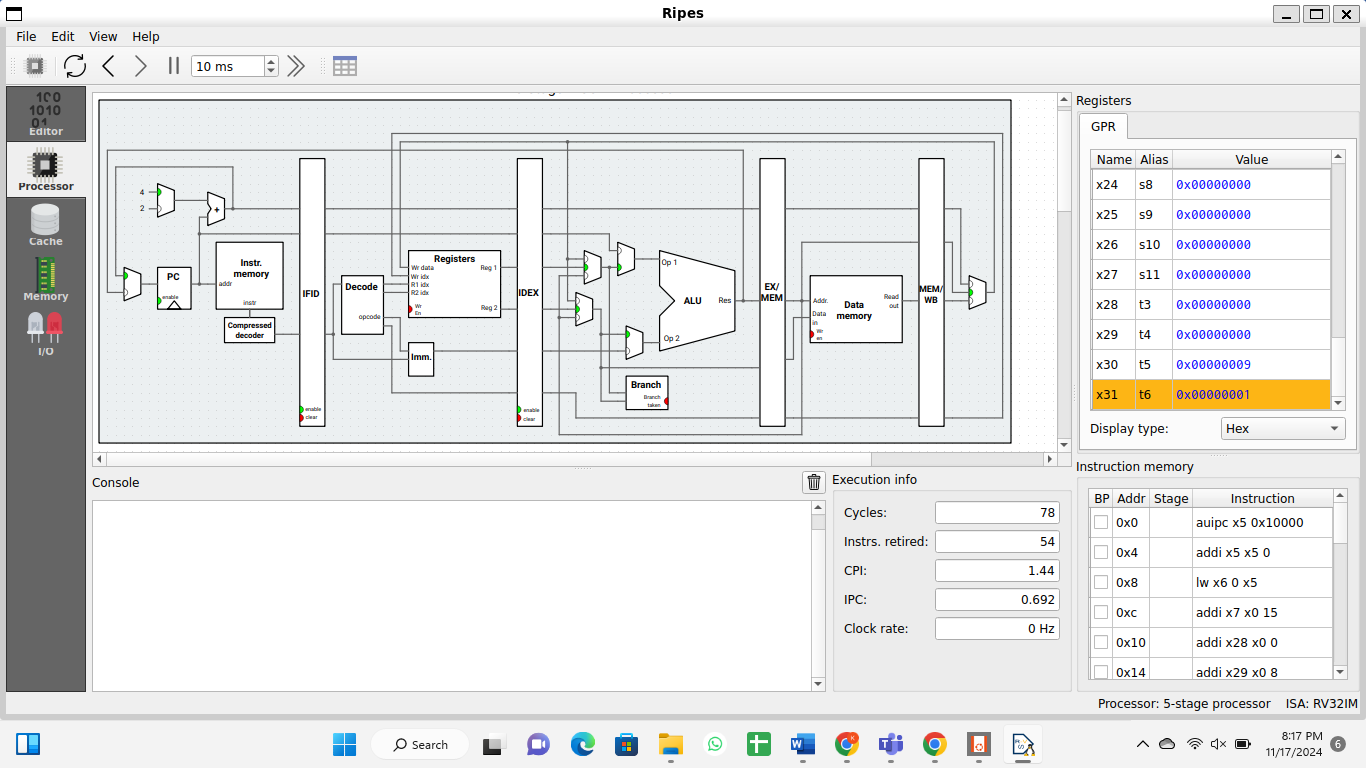 Ripes
File Edit View Help
10 ms
Editor
Processor
Cache
Memory
I/O
4
2
+
PC
enable
Instr.
memory
addr
instr
Compressed
decoder
IFID
enable
clear
Decode
opcode
Registers
Wr data
Wr idx
R1 idx
R2 idx
Wr
En
Reg 1
Reg 2
Imm.
IDEX
enable
clear
Op 1
ALU
Res
Op 2
Branch
Branch
taken
EX/
MEM
Addr.
Data
in
Wr
en
Data
memory
Read
out
MEM/
WB
Registers
GPR
Name Alias Value
x24 s8 0x00000000
x25 s9 0x00000000
x26 s10 0x00000000
x27 s11 0x00000000
x28 t3 0x00000000
x29 t4 0x00000000
x30 t5 0x00000009
x31 t6 0x00000001
Display type: Hex
Console
Execution info
Cycles: 78
Instrs. retired: 54
CPI: 1.44
IPC: 0.692
Clock rate: 0 Hz
Instruction memory
BP Addr Stage Instruction
0x0 auipc x5 0x10000
0x4 addi x5 x5 0
0x8 lw x6 0 x5
0xc addi x7 x0 15
0x10 addi x28 x0 0
0x14 addi x29 x0 8
Processor: 5-stage processor ISA: RV32IM
Search
8:17 PM
11/17/2024
6